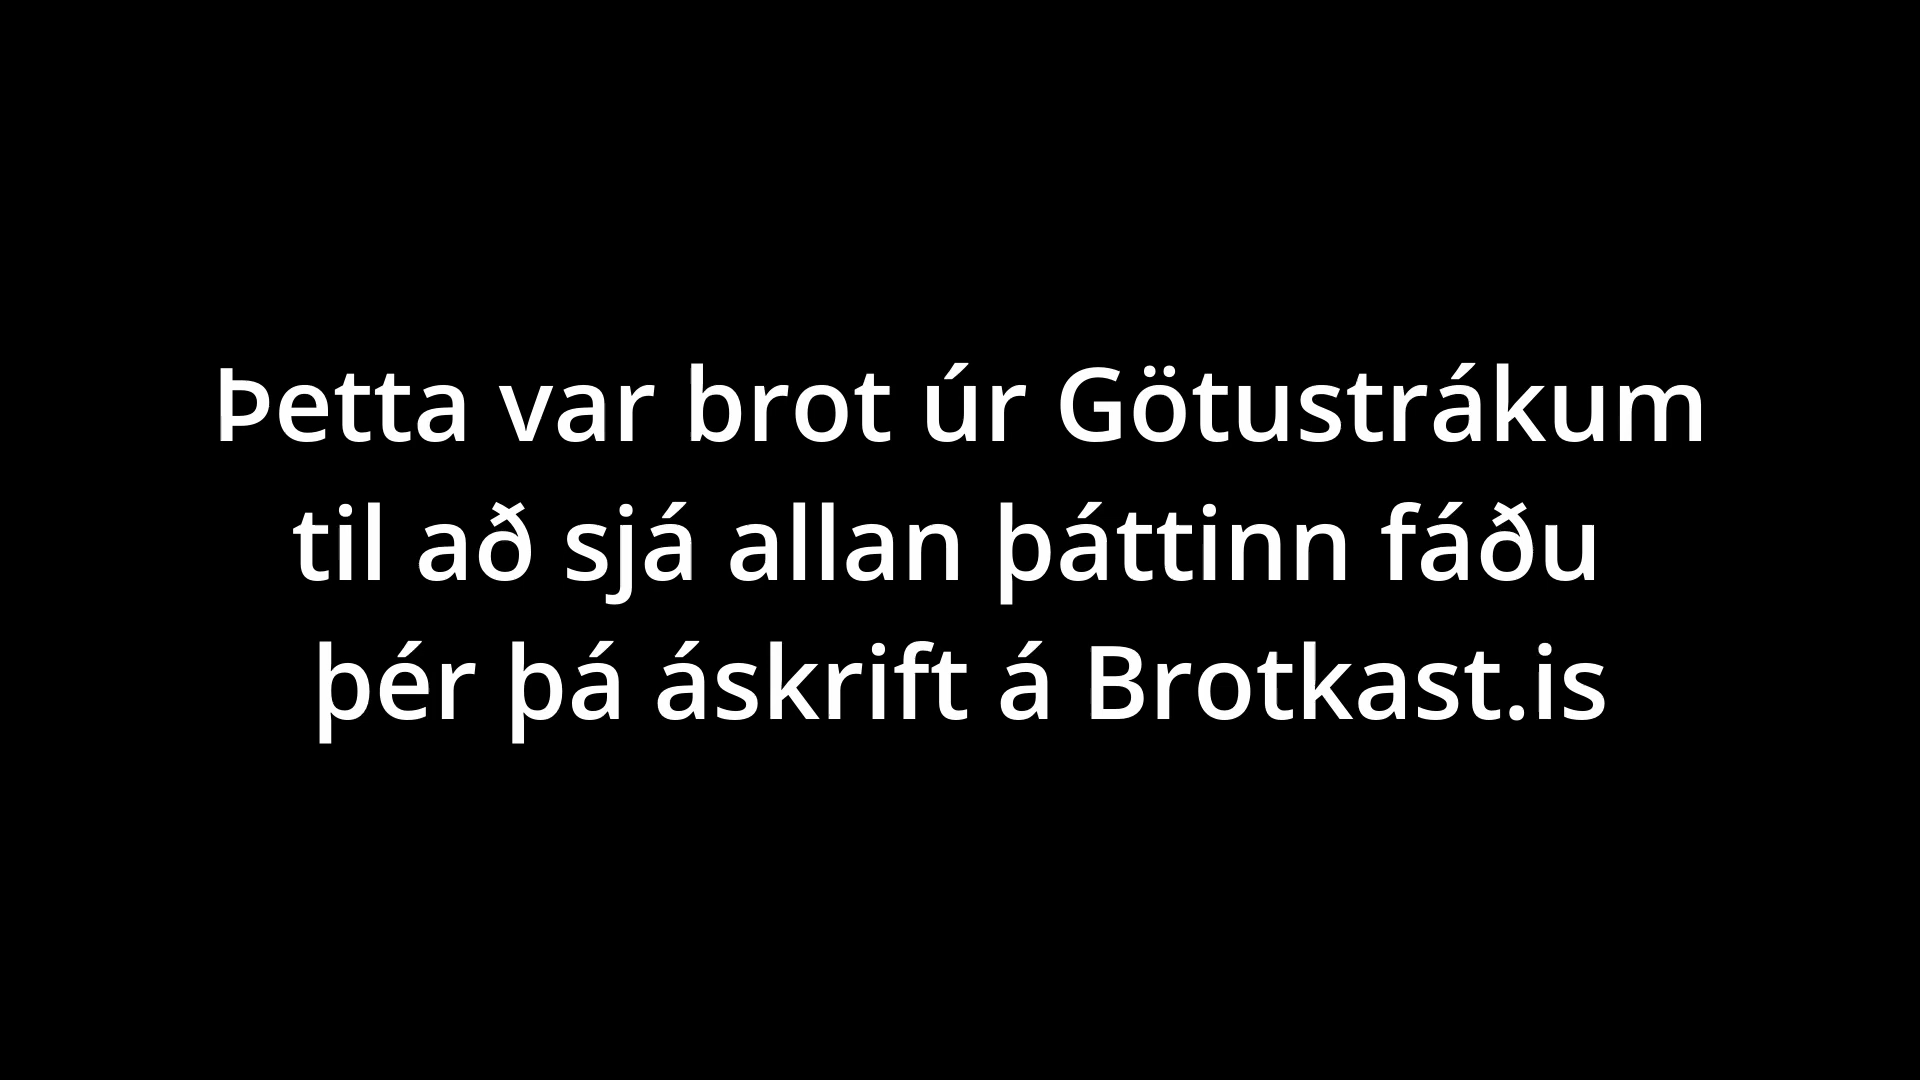 Þetta var brot úr Götustrákum
til að sjá allan þáttinn fáðu
þér þá áskrift á Brotkast.is